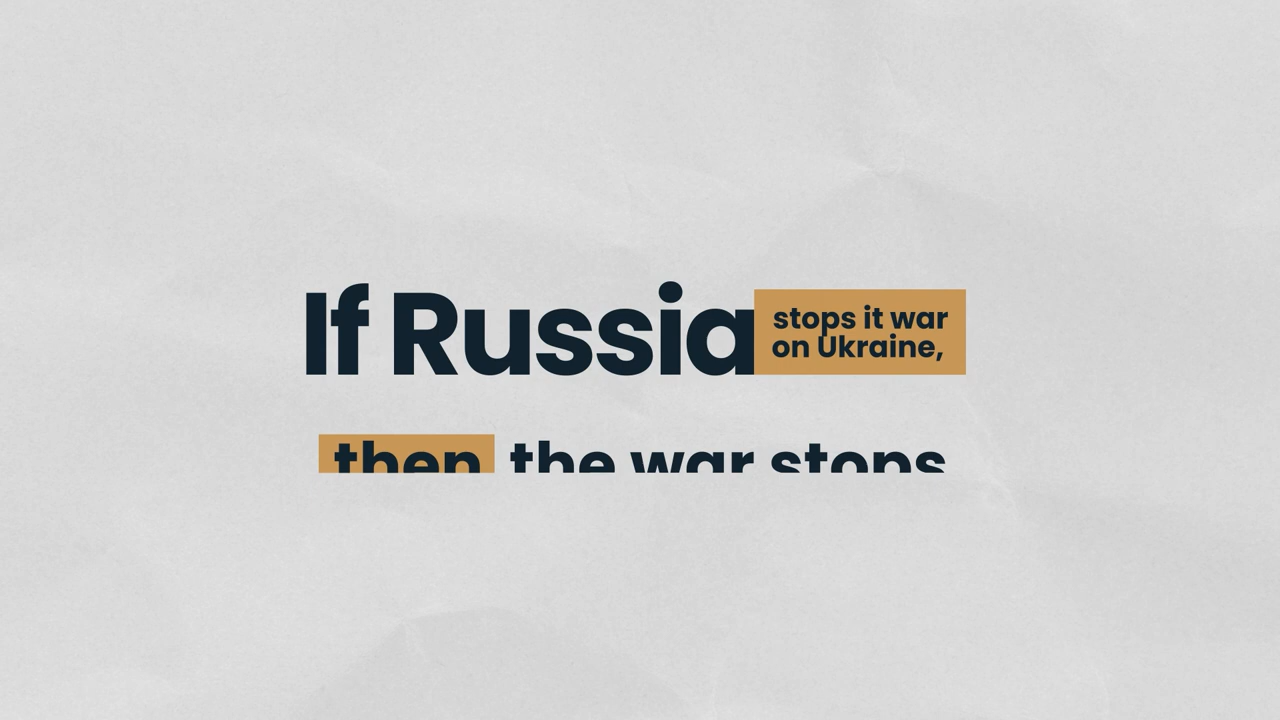 If Russia stops it war
on Ukraine,
then the war stops